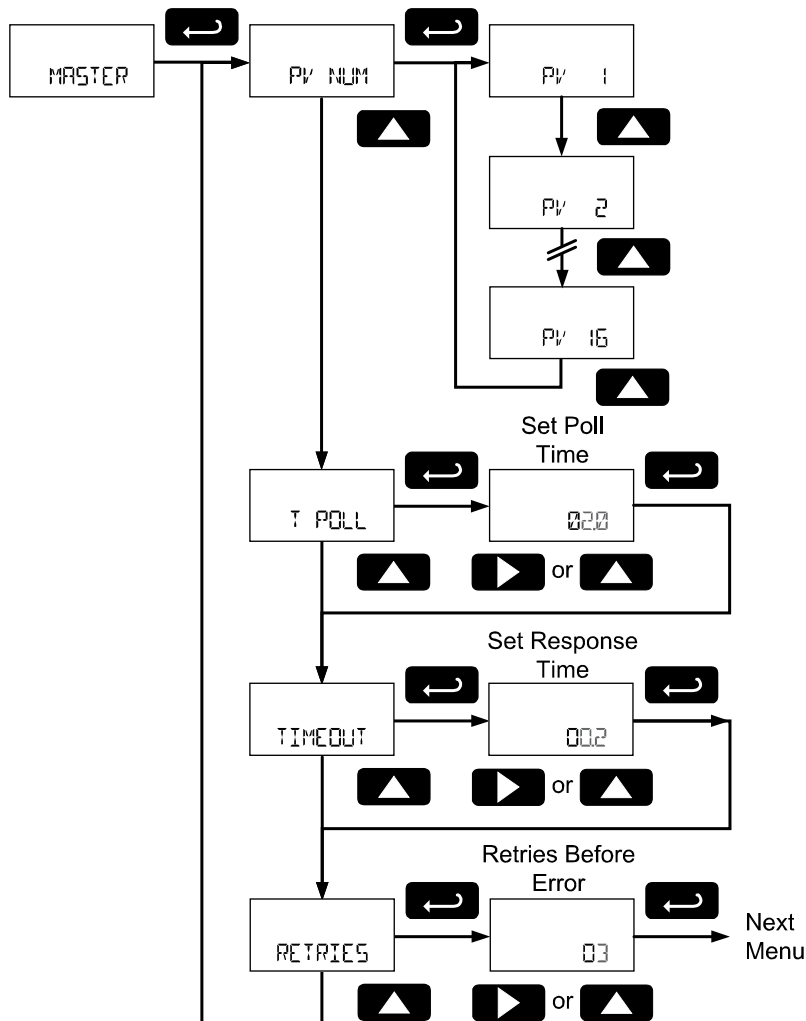 MASTER
PV NUM
PV 1
PV 2
PV 16
Set Poll
Time
T POLL
02.0
or
Set Response
Time
TIMEOUT
00.2
or
Retries Before
Error
RETRIES
03
Next
Menu
or